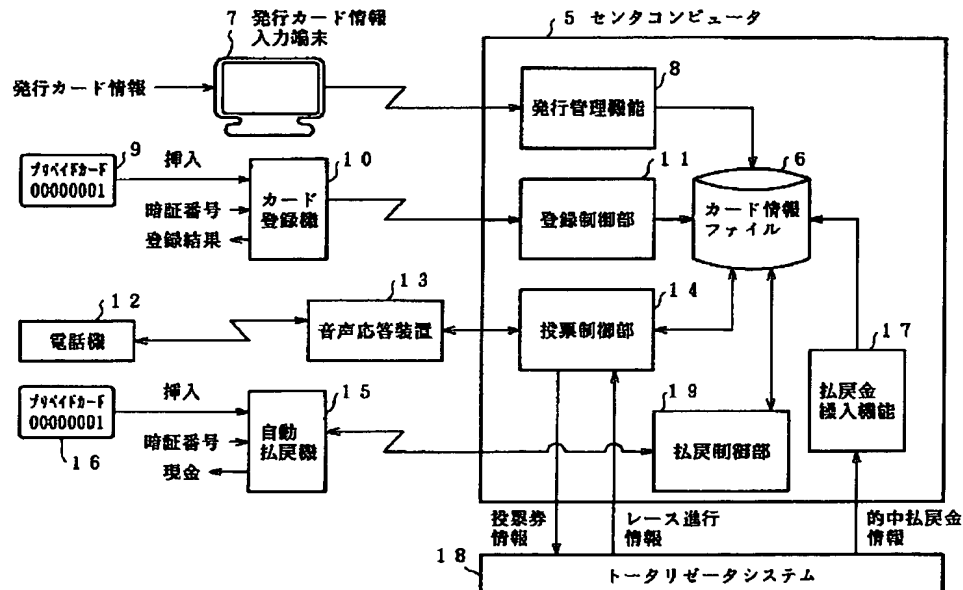 7 発行カード情報
入力端末
5 センタコンピュータ
発行カード情報
8
発行管理機能
プリペイドカード
00000001
9
挿入
暗証番号
登録結果
10
カード
登録機
11
登録制御部
6
カード情報
ファイル
12
電話機
13
音声応答装置
14
投票制御部
17
払戻金
繰入機能
プリペイドカード
00000001
16
挿入
暗証番号
現金
15
自動
払戻機
19
払戻制御部
投票券
情報
レース進行
情報
的中払戻金
情報
18
トータリゼータシステム